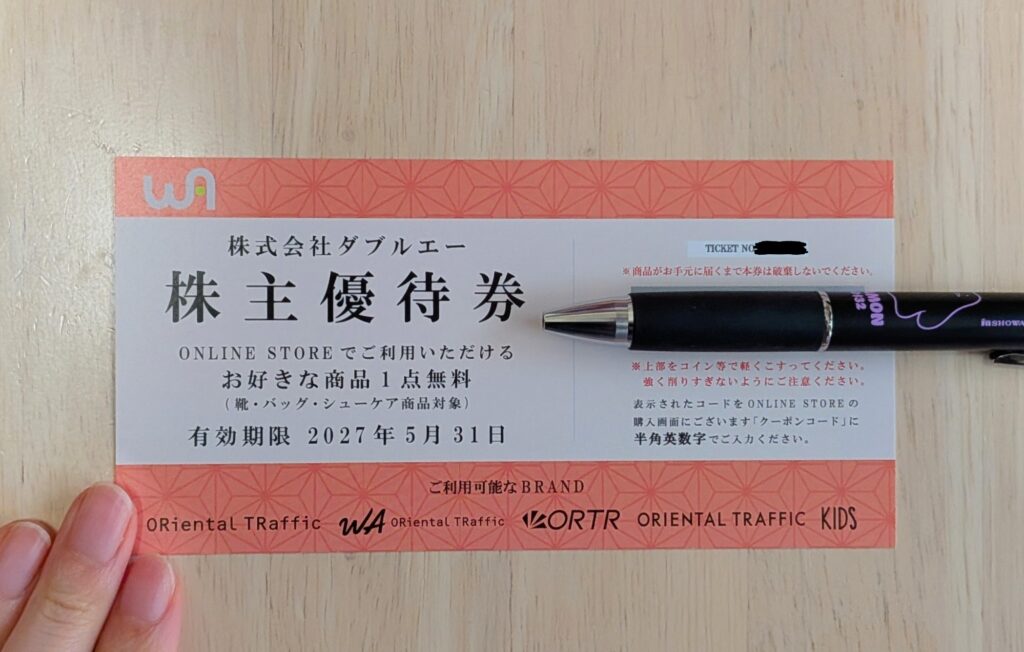 WA
株式会社ダブルエー
株主優待券
ONLINE STOREでご利用いただける
お好きな商品1点無料
(靴・バッグ・シューケア商品対象)
有効期限 2027年5月31日
TICKET NO
※商品がお手元に届くまで本券は破棄しないでください。
MON
※上部をコイン等で軽くこすってください。
強く削りすぎないようにご注意ください。
表示されたコードをONLINE STOREの
購入画面にございます「クーポンコード」に
半角英数字でご入力ください。
ご利用可能なBRAND
ORiental TRaffic
WA ORiental TRaffic
ORTR
ORIENTAL TRAFFIC KIDS